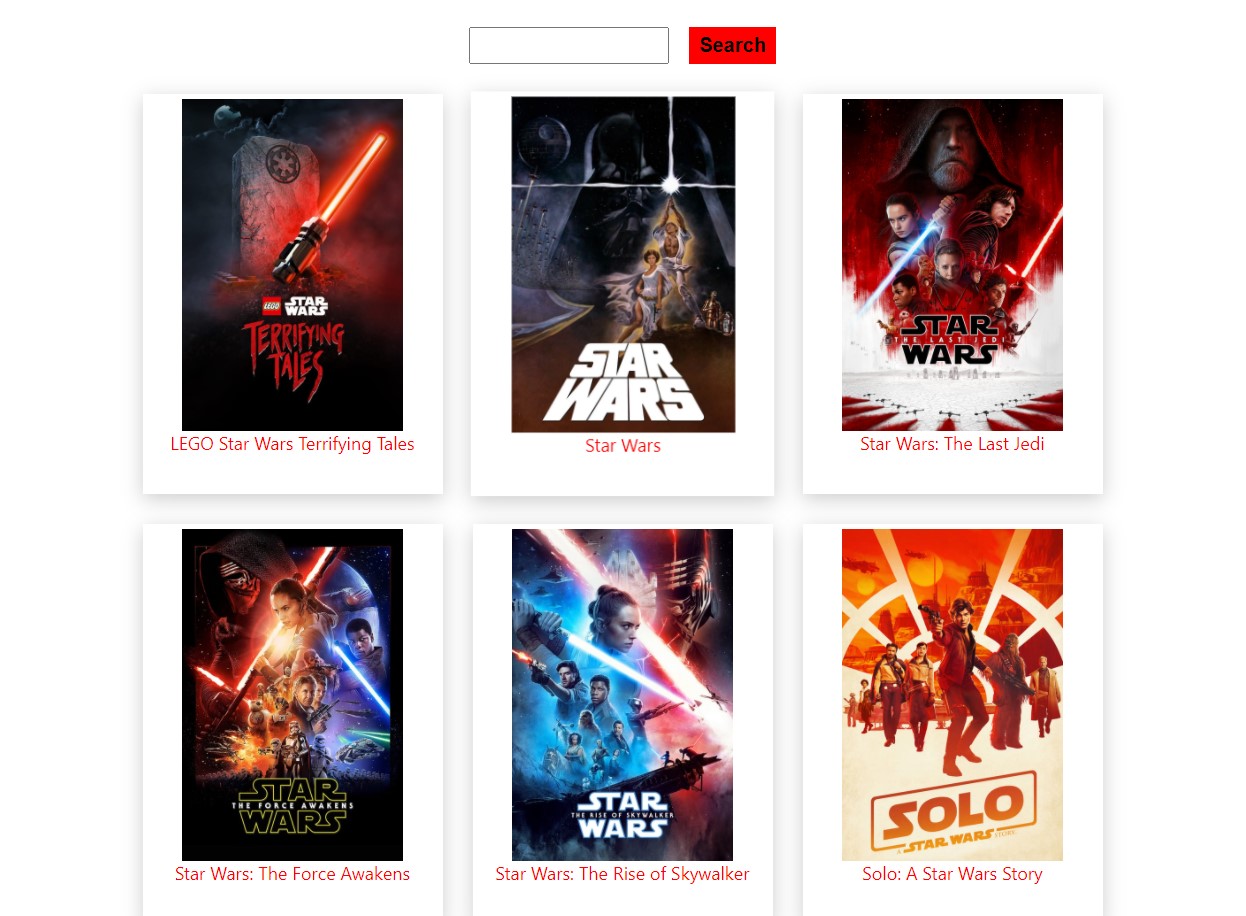 Search
LEGO STAR
WARS
TERRIFYING
TALES
LEGO Star Wars Terrifying Tales
STAR
WARS
Star Wars
STAR
THE LAST JEDI
WARS
Star Wars: The Last Jedi
STAR
THE FORCE AWAKENS
WARS
Star Wars: The Force Awakens
STAR
THE RISE OF SKYWALKER
WARS
Star Wars: The Rise of Skywalker
SOLO
A STAR WARS STORY
Solo: A Star Wars Story